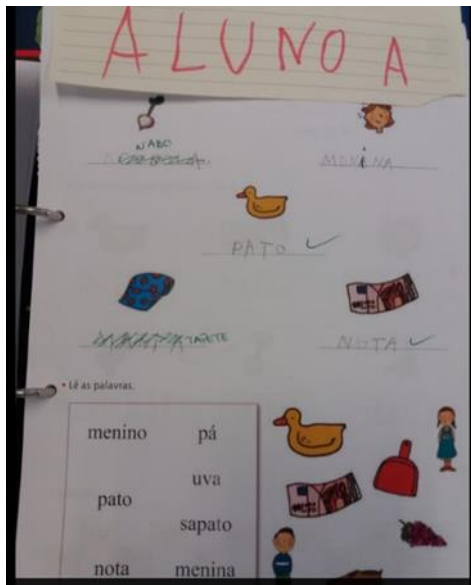 ALUNO A
NABO
MENINA
PATO
TAPETE
NOTA
• Lê as palavras.
menino pá
uva
pato
sapato
nota menina